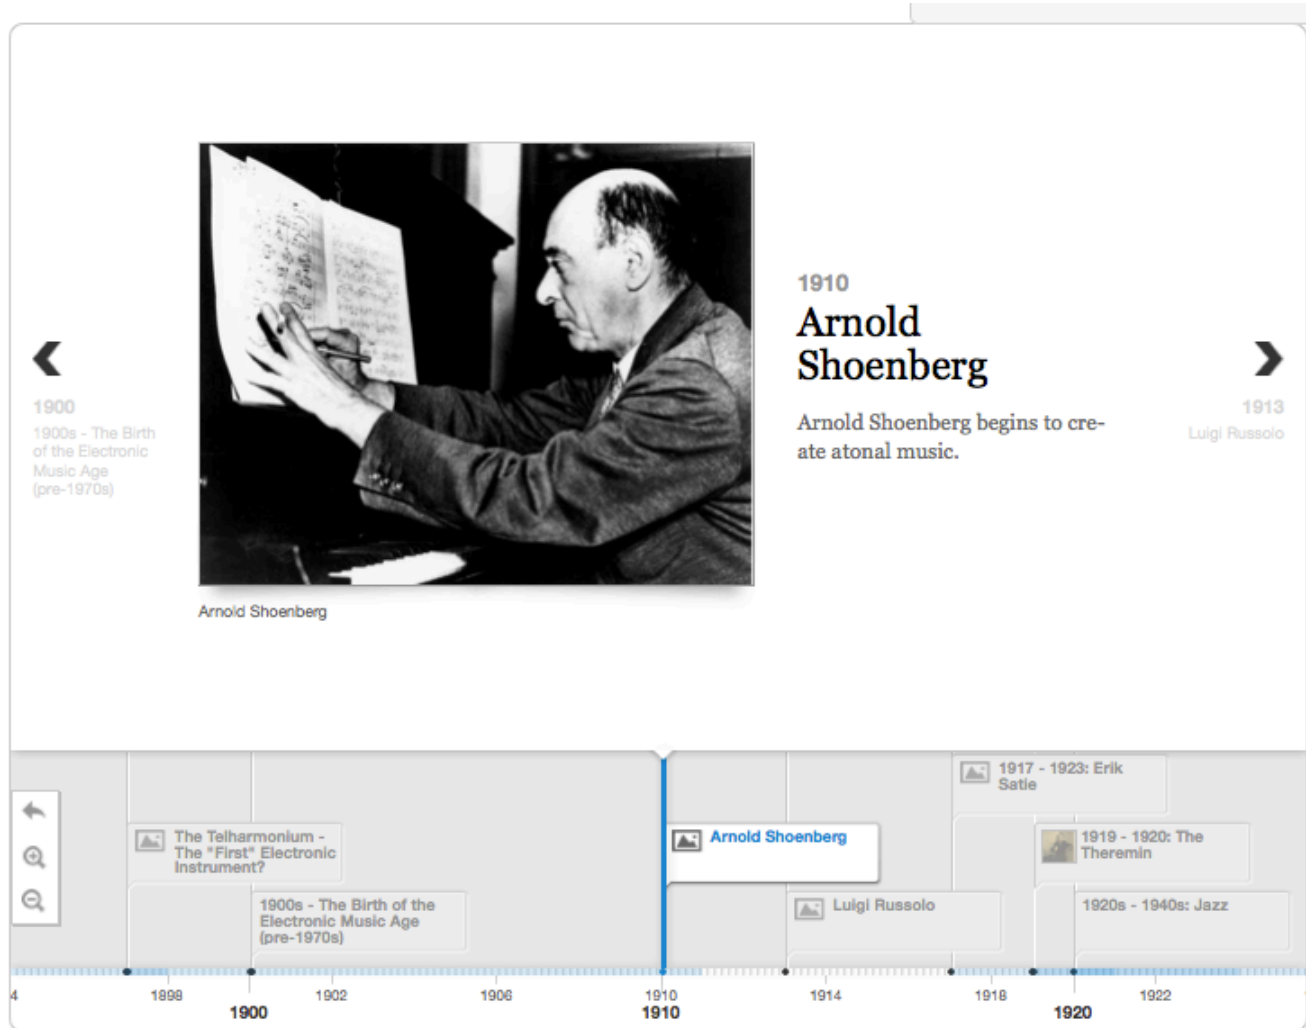 1910
Arnold
Shoenberg
Arnold Shoenberg begins to cre-
ate atonal music.
1900
1900s - The Birth
of the Electronic
Music Age
(pre-1970s)
1913
Luigi Russolo
Arnold Shoenberg
1917 - 1923: Erik
Satie
The Telharmonium -
The "First" Electronic
Instrument?
Arnold Shoenberg
1919 - 1920: The
Theremin
1900s - The Birth of the
Electronic Music Age
(pre-1970s)
Luigi Russolo
1920s - 1940s: Jazz
4 1898 1902 1906 1910 1914 1918 1922
1900 1910 1920